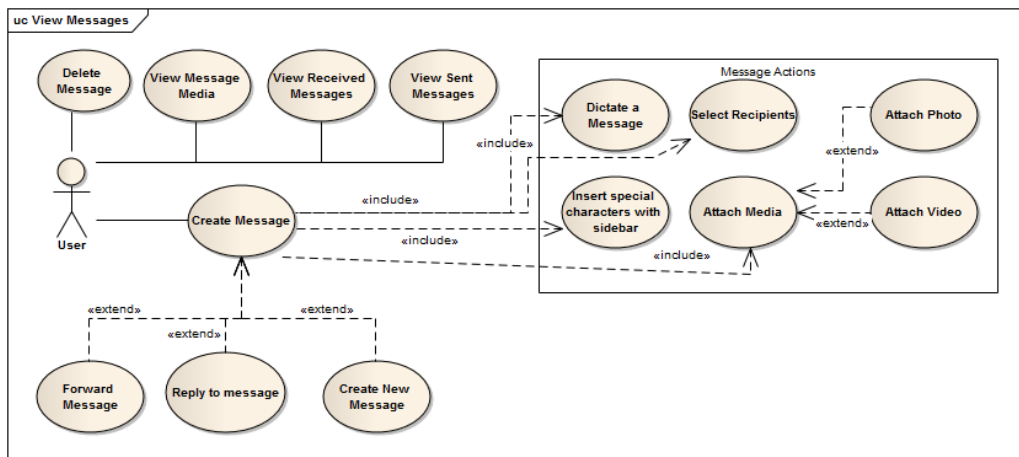 uc View Messages
Delete
Message
View Message
Media
View Received
Messages
View Sent
Messages
Message Actions
Dictate a
Message
Select Recipients
Attach Photo
«include»
«extend»
User
Create Message
«include»
Insert special
characters with
sidebar
Attach Media
Attach Video
«include»
«extend»
«include»
«extend»
«extend»
«extend»
Forward
Message
Reply to message
Create New
Message